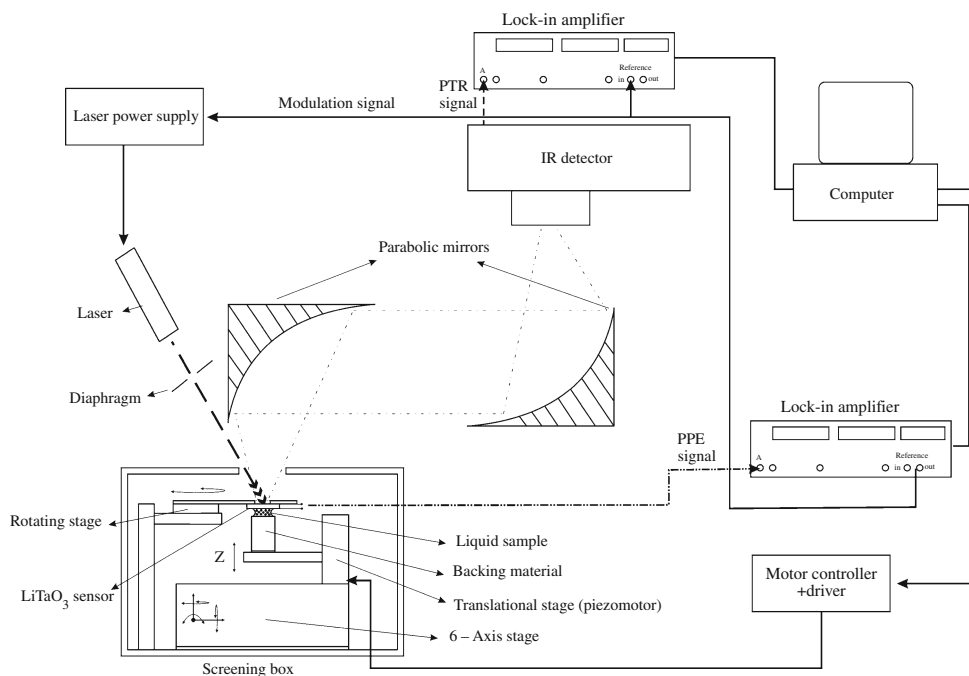 Lock-in amplifier
A
Reference
in
out
PTR
signal
Modulation signal
Laser power supply
IR detector
Computer
Parabolic mirrors
Laser
Diaphragm
Lock-in amplifier
A
Reference
in
out
PPE
signal
Rotating stage
Z
LiTaO3 sensor
Liquid sample
Backing material
Translational stage (piezomotor)
6 – Axis stage
Motor controller
+driver
Screening box